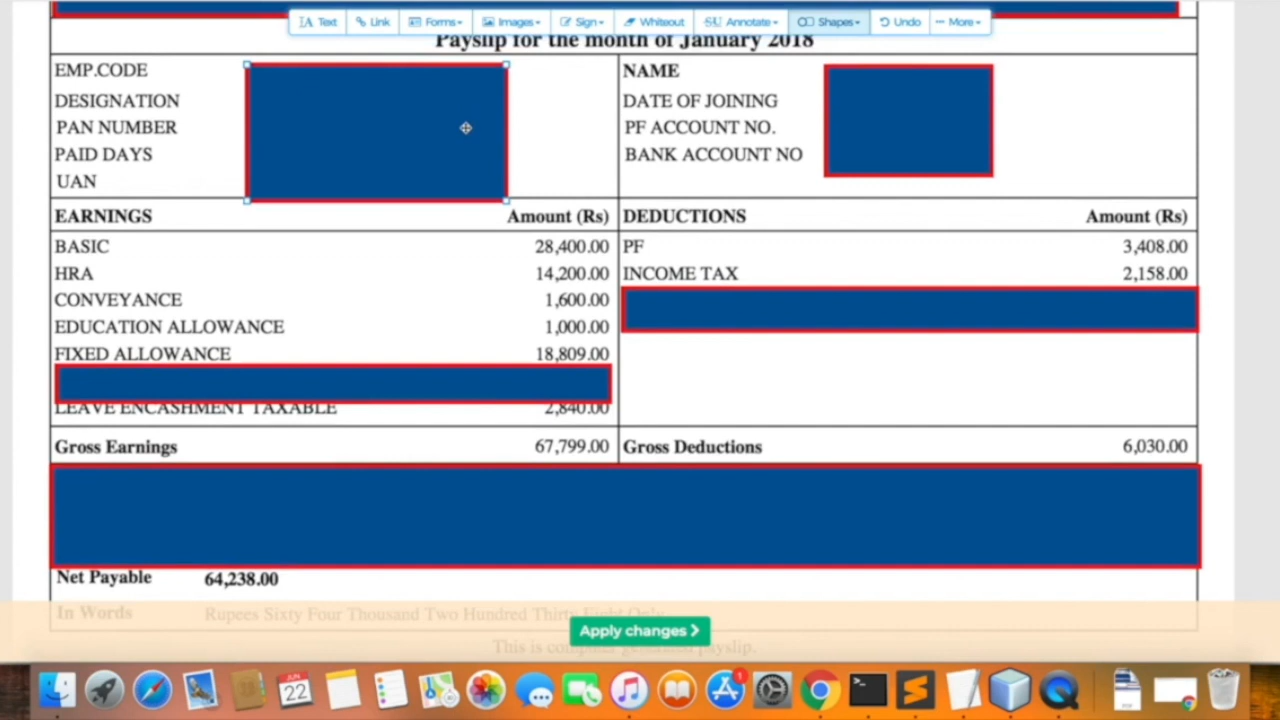 Text Link Forms Images Sign Whiteout Annotate Shapes Undo More
Payslip for the month of January 2018
EMP.CODE NAME
DESIGNATION DATE OF JOINING
PAN NUMBER PF ACCOUNT NO.
PAID DAYS BANK ACCOUNT NO
UAN
EARNINGS Amount (Rs) DEDUCTIONS Amount (Rs)
BASIC 28,400.00 PF 3,408.00
HRA 14,200.00 INCOME TAX 2,158.00
CONVEYANCE 1,600.00
EDUCATION ALLOWANCE 1,000.00
FIXED ALLOWANCE 18,809.00
LEAVE ENCASHMENT TAXABLE 2,840.00
Gross Earnings 67,799.00 Gross Deductions 6,030.00
Net Payable 64,238.00
In Words Rupees Sixty Four Thousand Two Hundred Thirty Eight Only
Apply changes
This is payslip.
JUN
22
1